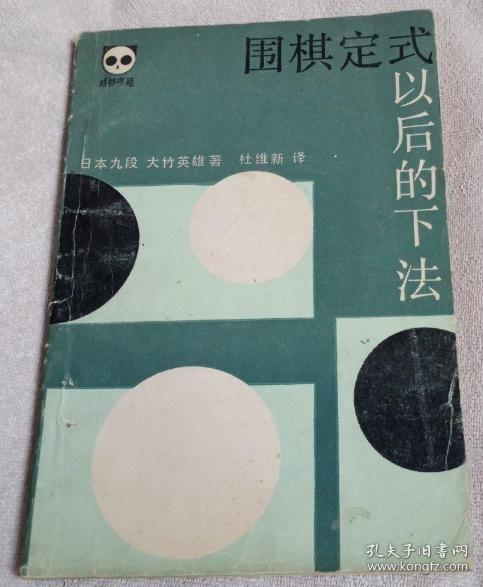 成都棋苑
围棋定式
以后的下法
日本九段 大竹英雄著 杜维新 译
孔夫子旧书网
www.kongfz.com